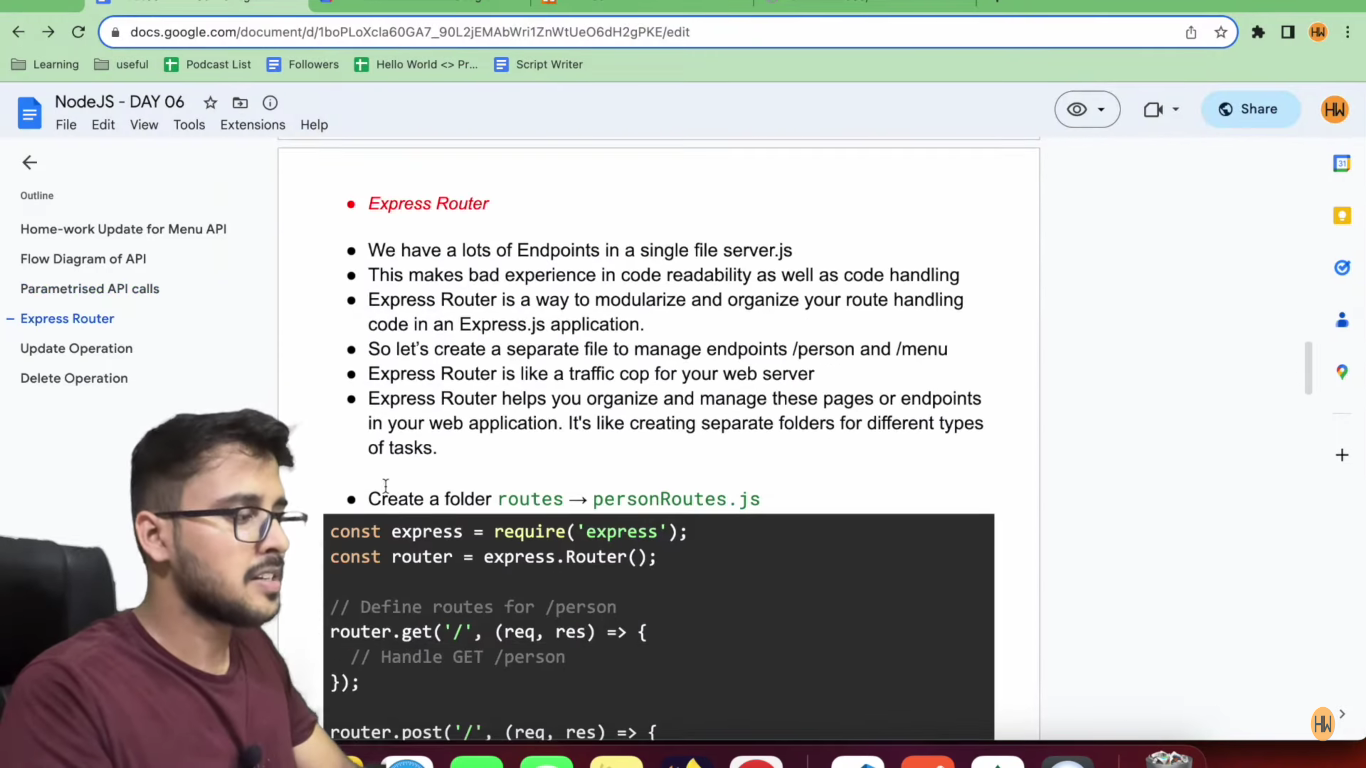 docs.google.com/document/d/1boPLoXcIa60GA7_90L2jEMAbWri1ZnWtUeO6dH2gPKE/edit
HW
Learning
useful
Podcast List
Followers
Hello World <> Pr...
Script Writer
NodeJS - DAY 06
Share
HW
File Edit View Tools Extensions Help
31
Outline
Home-work Update for Menu API
Flow Diagram of API
Parametrised API calls
Express Router
Update Operation
Delete Operation
● Express Router
● We have a lots of Endpoints in a single file server.js
● This makes bad experience in code readability as well as code handling
● Express Router is a way to modularize and organize your route handling
code in an Express.js application.
● So let’s create a separate file to manage endpoints /person and /menu
● Express Router is like a traffic cop for your web server
● Express Router helps you organize and manage these pages or endpoints
in your web application. It's like creating separate folders for different types
of tasks.
● Create a folder routes → personRoutes.js
const express = require('express');
const router = express.Router();
// Define routes for /person
router.get('/', (req, res) => {
// Handle GET /person
});
router.post('/', (req, res) => {
HW